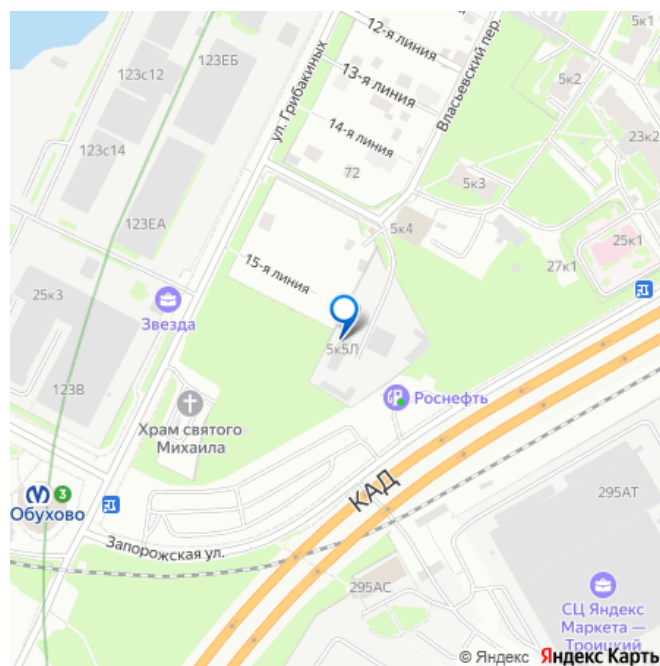 12-я линия
5к1
123ЕБ
123с12
Власьевский пер.
5к2
ул. Грибакиных
13-я линия
14-я линия
123с14
23к2
72
5к3
123ЕА
5к4
25к1
15-я линия
27к1
25к3
Звезда
5к5Л
123В
Роснефть
Храм святого
Михаила
КАД
295АТ
3
Обухово
Запорожская ул.
295АС
СЦ Яндекс
Маркета —
Троицкий
© Яндекс Яндекс Карть